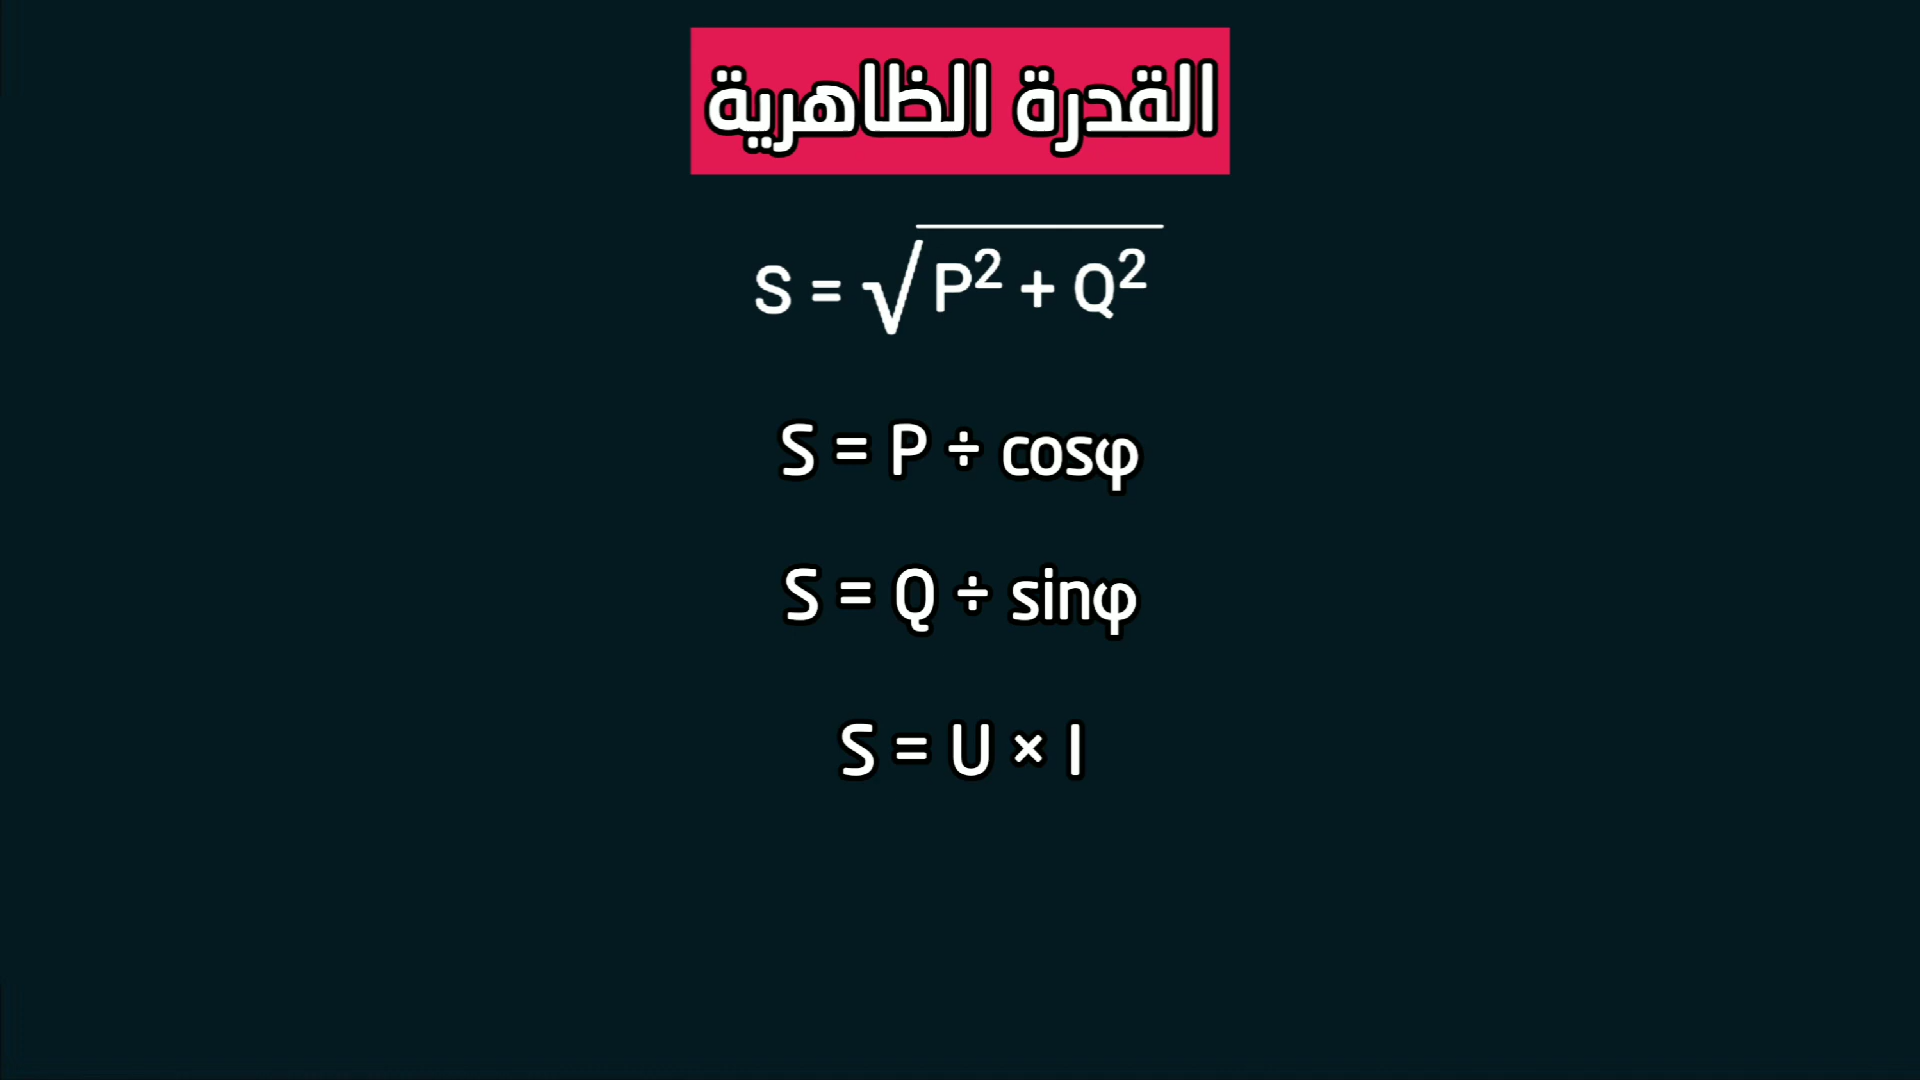 القدرة الظاهرية
S = √P² + Q²
S = P ÷ cosφ
S = Q ÷ sinφ
S = U × I